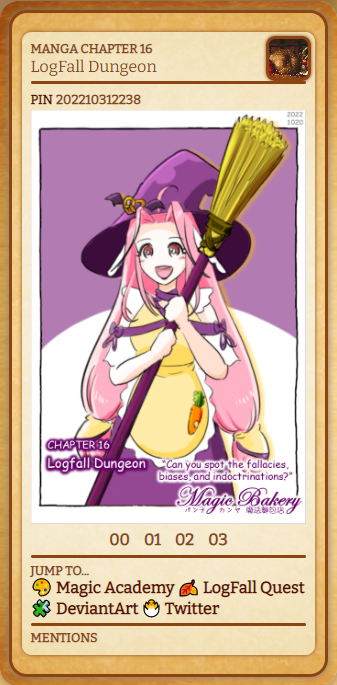 MANGA CHAPTER 16
LogFall Dungeon
PIN 202210312238
2022
1020
CHAPTER 16
Logfall Dungeon
"Can you spot the fallacies,
biases, and indoctrinations?"
Magic Bakery
00 01 02 03
JUMP TO...
Magic Academy LogFall Quest
DeviantArt Twitter
MENTIONS